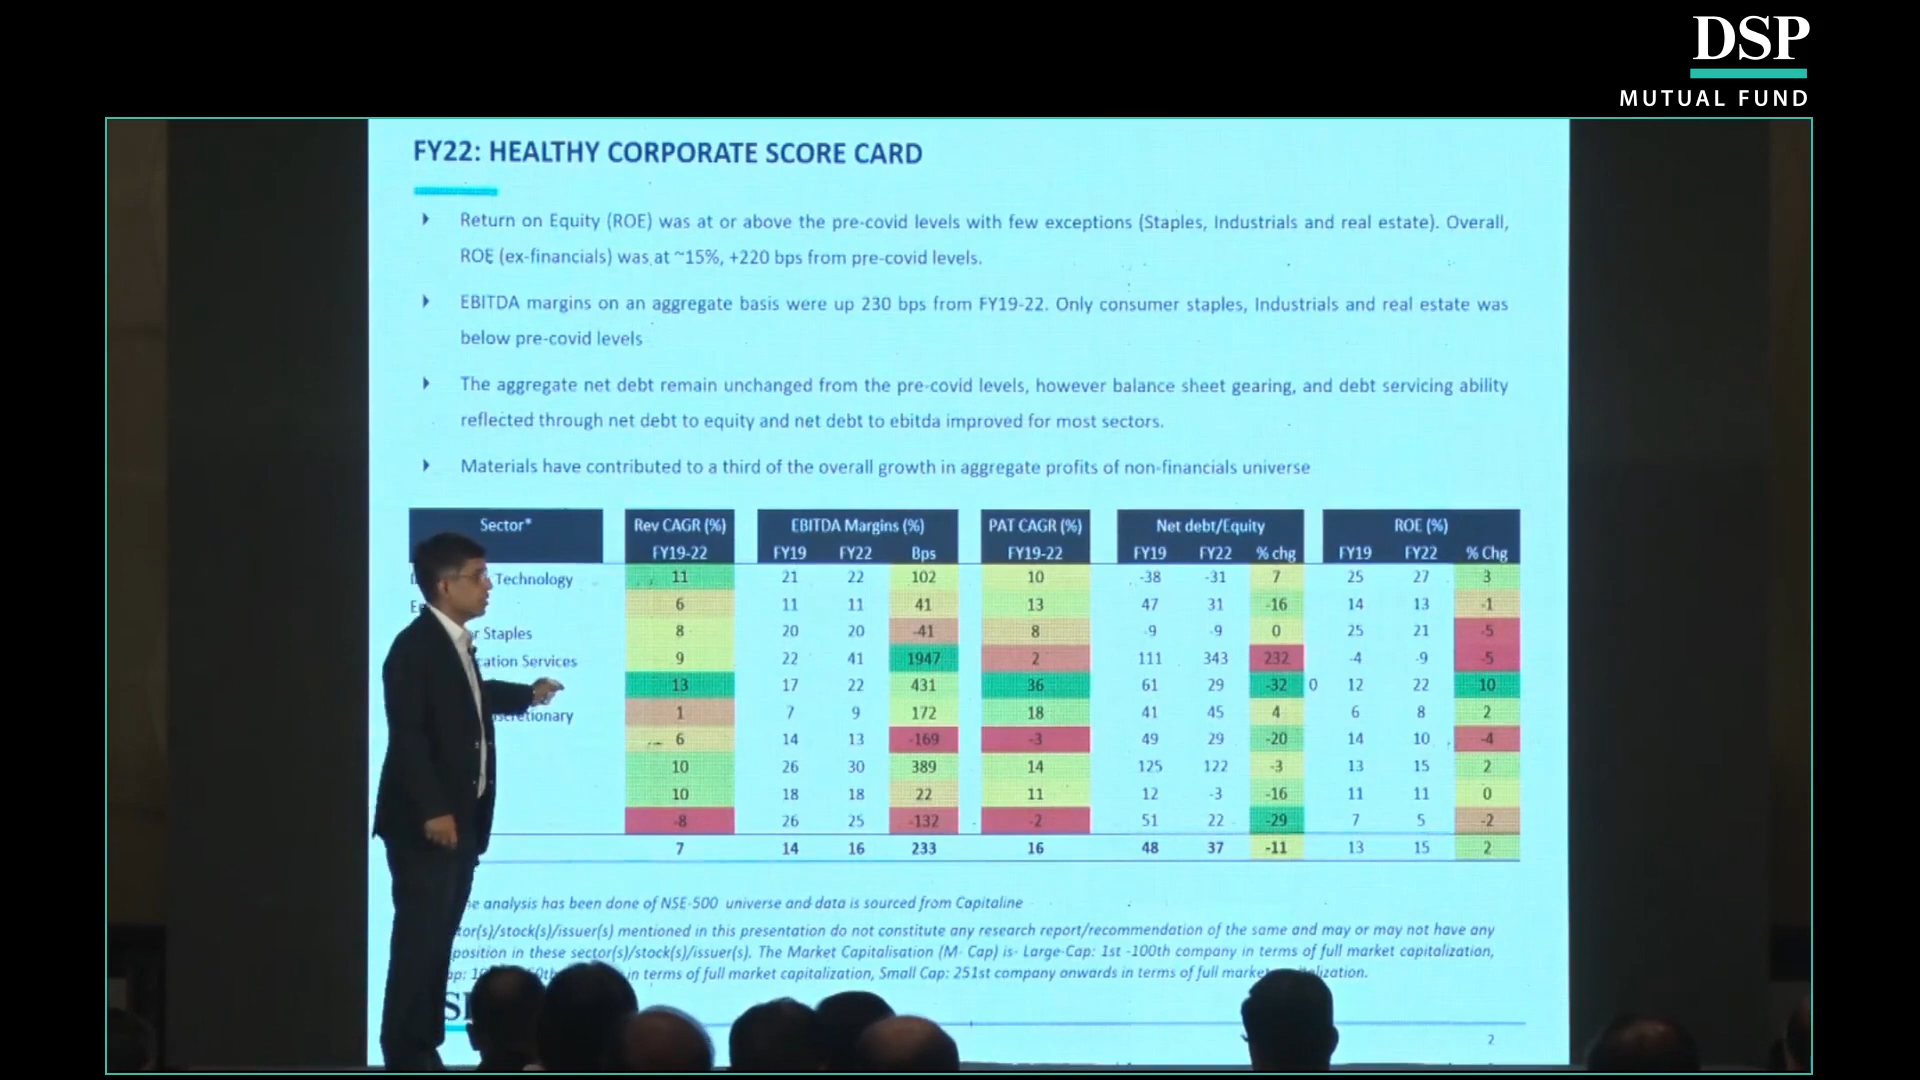 DSP
MUTUAL FUND
FY22: HEALTHY CORPORATE SCORE CARD
Return on Equity (ROE) was at or above the pre-covid levels with few exceptions (Staples, Industrials and real estate). Overall,
ROE (ex-financials) was at ~15%, +220 bps from pre-covid levels.
EBITDA margins on an aggregate basis were up 230 bps from FY19-22. Only consumer staples, Industrials and real estate was
below pre-covid levels
The aggregate net debt remain unchanged from the pre-covid levels, however balance sheet gearing, and debt servicing ability
reflected through net debt to equity and net debt to ebitda improved for most sectors.
Materials have contributed to a third of the overall growth in aggregate profits of non-financials universe
Sector* Rev CAGR (%) EBITDA Margins (%) PAT CAGR (%) Net debt/Equity ROE (%)
FY19-22 FY19 FY22 Bps FY19-22 FY19 FY22 % chg FY19 FY22 % Chg
Technology 11 21 22 102 10 -38 -31 7 25 27 3
6 11 11 41 13 47 31 -16 14 13 -1
Staples 8 20 20 -41 8 -9 -9 0 25 21 -5
Services 9 22 41 1947 2 111 343 232 -4 -9 -5
13 17 22 431 36 61 29 -32 0 12 22 10
1 7 9 172 18 41 45 4 6 8 2
6 14 13 -169 -3 49 29 -20 14 10 -4
10 26 30 389 14 125 122 -3 13 15 2
10 18 18 22 11 12 -3 -16 11 11 0
-8 26 25 -132 -2 51 22 -29 7 5 -2
7 14 16 233 16 48 37 -11 13 15 2
analysis has been done of NSE-500 universe and data is sourced from Capitaline
mentioned in this presentation do not constitute any research report/recommendation of the same and may or may not have any
position in these sector(s)/stock(s)/issuer(s). The Market Capitalisation (M- Cap) is- Large-Cap: 1st -100th company in terms of full market capitalization,
in terms of full market capitalization, Small Cap: 251st company onwards in terms of full
2